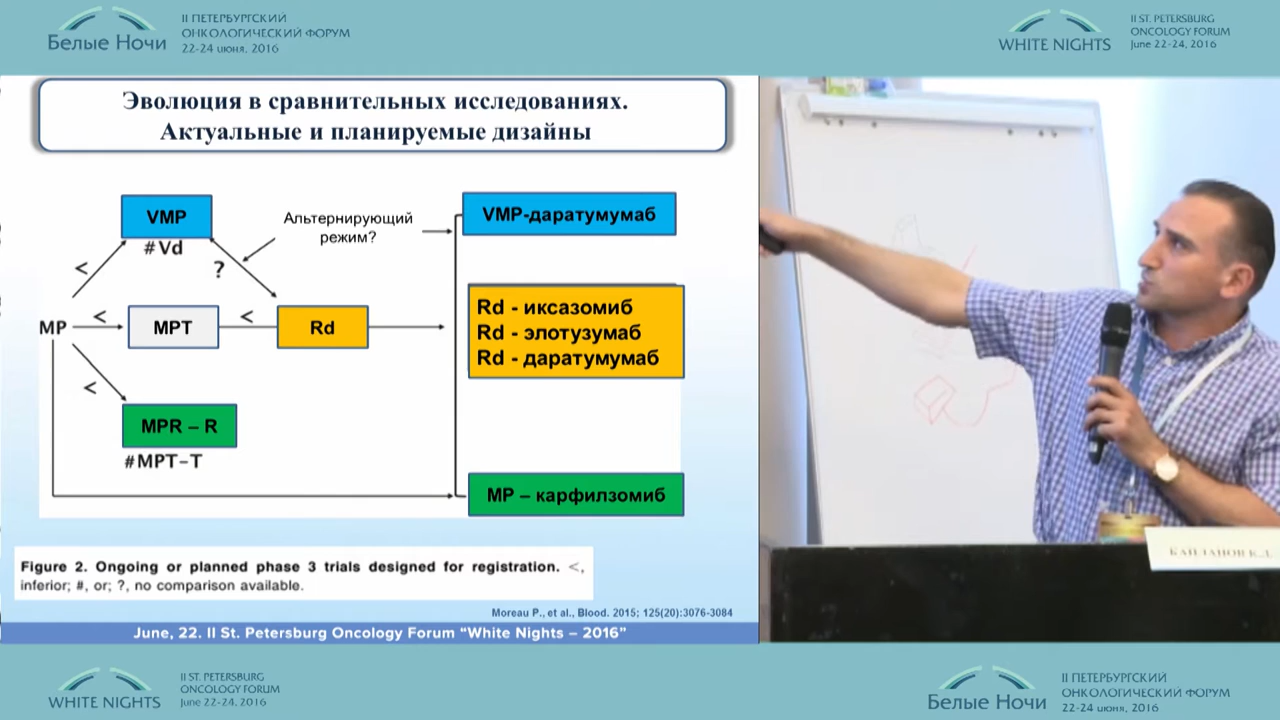 Белые Ночи
II ПЕТЕРБУРГСКИЙ
ОНКОЛОГИЧЕСКИЙ ФОРУМ
22-24 июня, 2016
WHITE NIGHTS
II ST. PETERSBURG
ONCOLOGY FORUM
June 22-24, 2016
Эволюция в сравнительных исследованиях.
Актуальные и планируемые дизайны
VMP
#Vd
Альтернирующий
режим?
VMP-даратумумаб
<
?
MP
<
MPT
<
Rd
Rd - иксазомиб
Rd - элотузумаб
Rd - даратумумаб
<
MPR – R
#MPT-T
MP – карфилзомиб
Figure 2. Ongoing or planned phase 3 trials designed for registration. <,
inferior; #, or; ?, no comparison available.
Moreau P., et al., Blood. 2015; 125(20):3076-3084
June, 22. II St. Petersburg Oncology Forum “White Nights – 2016”
WHITE NIGHTS
II ST. PETERSBURG
ONCOLOGY FORUM
June 22-24, 2016
Белые Ночи
II ПЕТЕРБУРГСКИЙ
ОНКОЛОГИЧЕСКИЙ ФОРУМ
22-24 июня, 2016